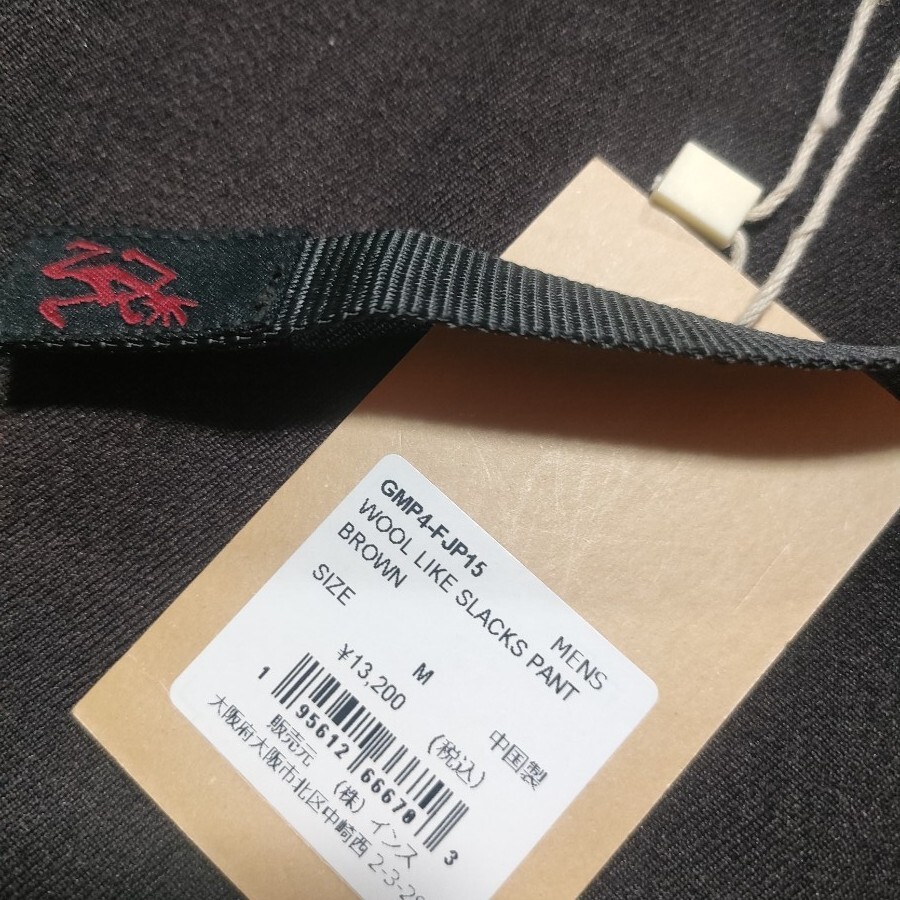 GMP4-FJP15
MENS
WOOL LIKE SLACKS PANT
BROWN
SIZE M 中国製
¥13,200 (税込)
1 95612 66670 3
販売元 (株) インス
大阪府大阪市北区中崎西 2-3-28